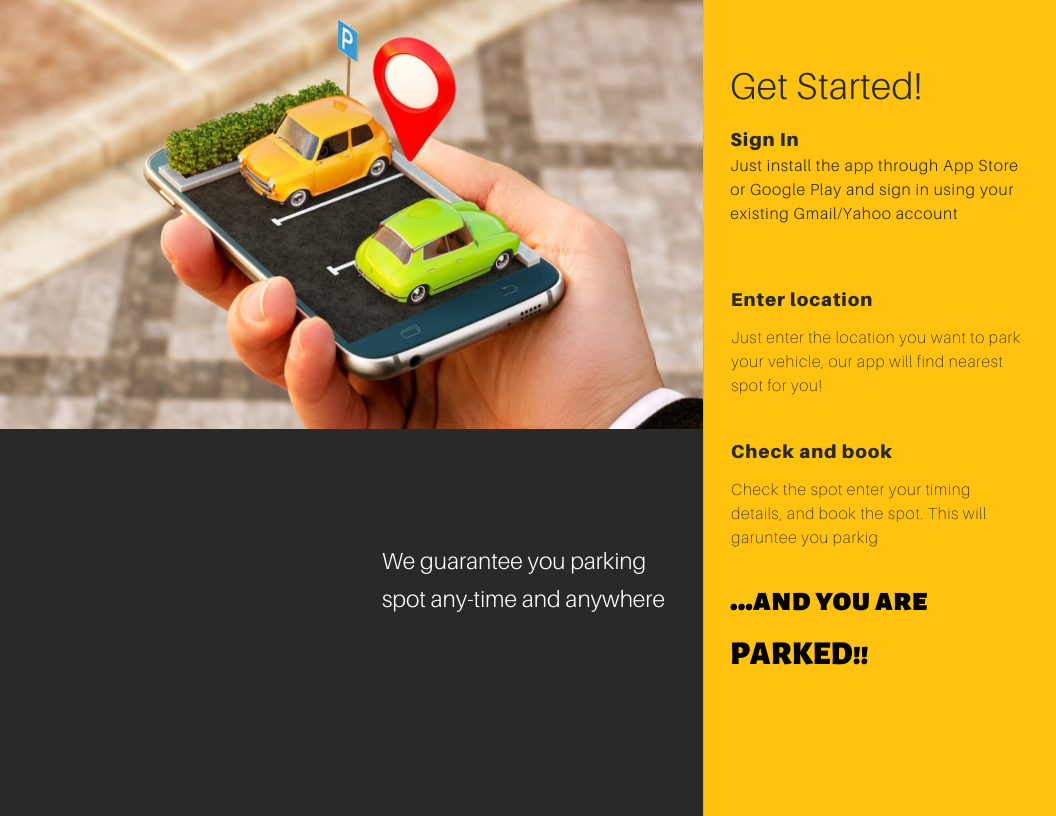 P
Get Started!
Sign In
Just install the app through App Store
or Google Play and sign in using your
existing Gmail/Yahoo account
Enter location
Just enter the location you want to park
your vehicle, our app will find nearest
spot for you!
Check and book
Check the spot enter your timing
details, and book the spot. This will
garuntee you parkig
...AND YOU ARE
PARKED!!
We guarantee you parking
spot any-time and anywhere